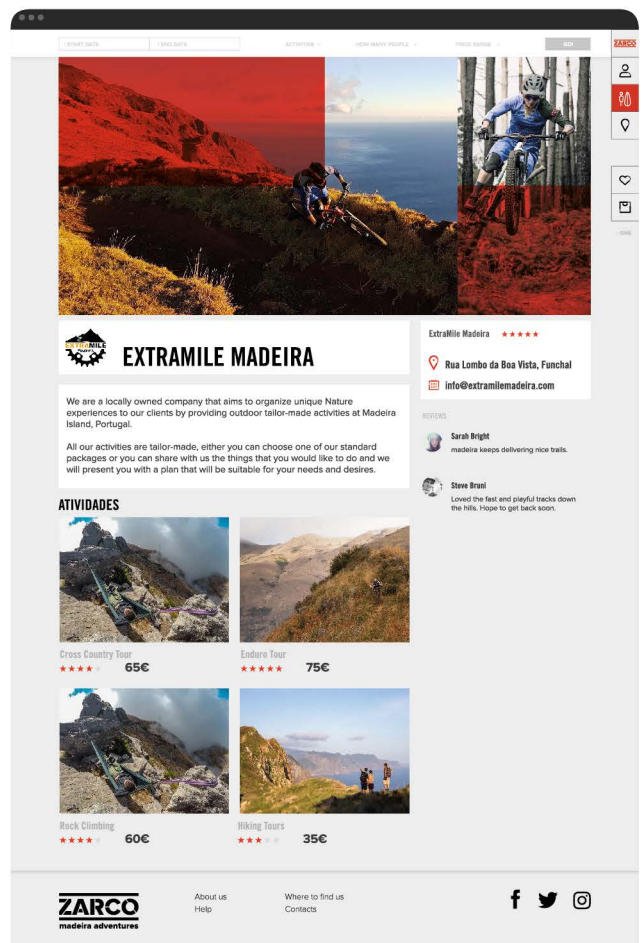 START DATE
END DATE
ACTIVITIES
HOW MANY PEOPLE
PRICE RANGE
GO!
ZARCO
EXTRAMILE
EXTRAMILE MADEIRA
ExtraMile Madeira
Rua Lombo da Boa Vista, Funchal
info@extramilemadeira.com
We are a locally owned company that aims to organize unique Nature
experiences to our clients by providing outdoor tailor-made activities at Madeira
Island, Portugal.
All our activities are tailor-made, either you can choose one of our standard
packages or you can share with us the things that you would like to do and we
will present you with a plan that will be suitable for your needs and desires.
REVIEWS
Sarah Bright
madeira keeps delivering nice trails.
Steve Bruni
Loved the fast and playful tracks down
the hills. Hope to get back soon.
ATIVIDADES
Cross Country Tour
65€
Enduro Tour
75€
Rock Climbing
60€
Hiking Tours
35€
ZARCO
madeira adventures
About us
Help
Where to find us
Contacts